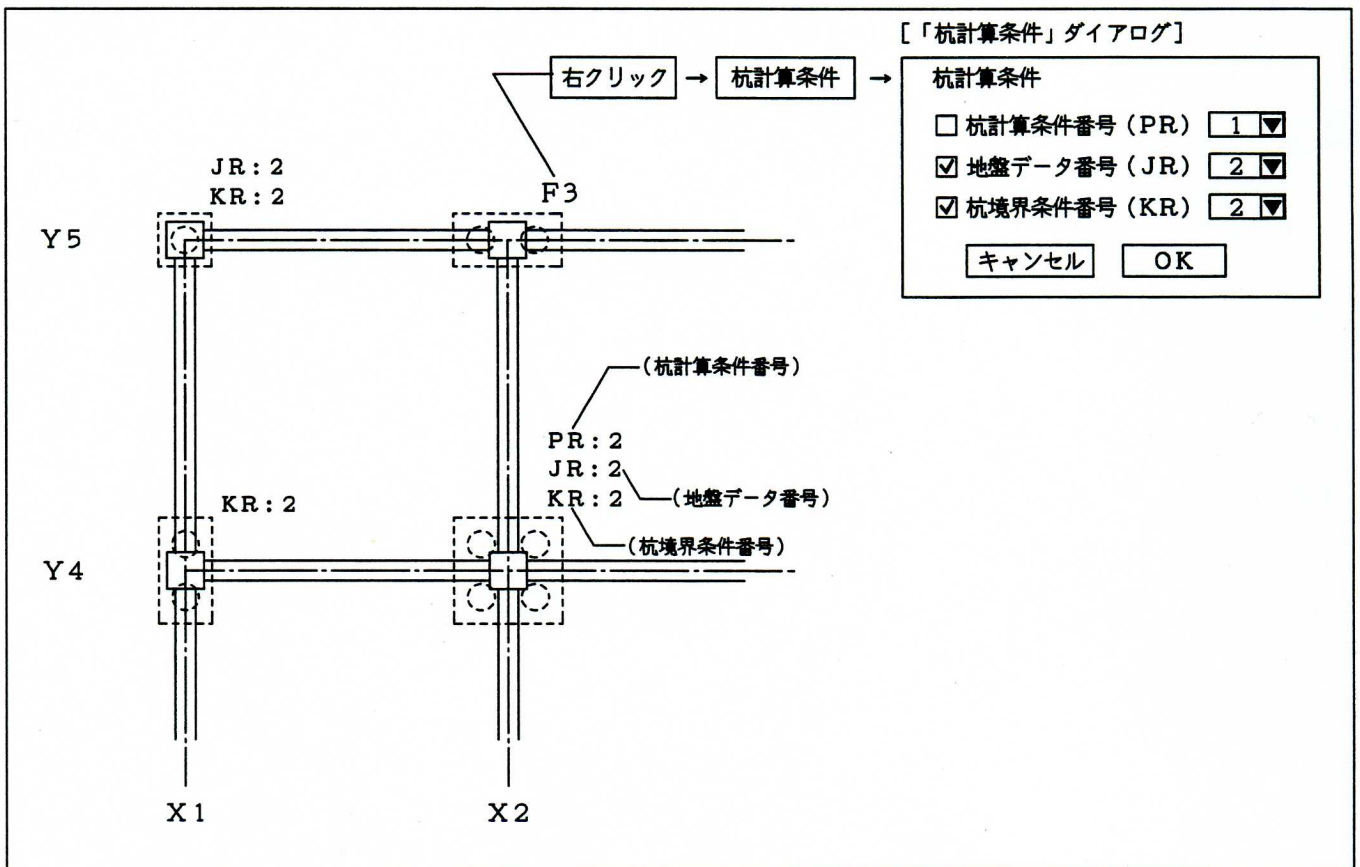 [「杭計算条件」ダイアログ]
右クリック → 杭計算条件 →
杭計算条件
杭計算条件番号(PR) 1▼
地盤データ番号(JR) 2▼
杭境界条件番号(KR) 2▼
キャンセル OK
JR:2
KR:2
F3
Y5
(杭計算条件番号)
PR:2
JR:2
KR:2
(地盤データ番号)
(杭境界条件番号)
KR:2
Y4
X1 X2